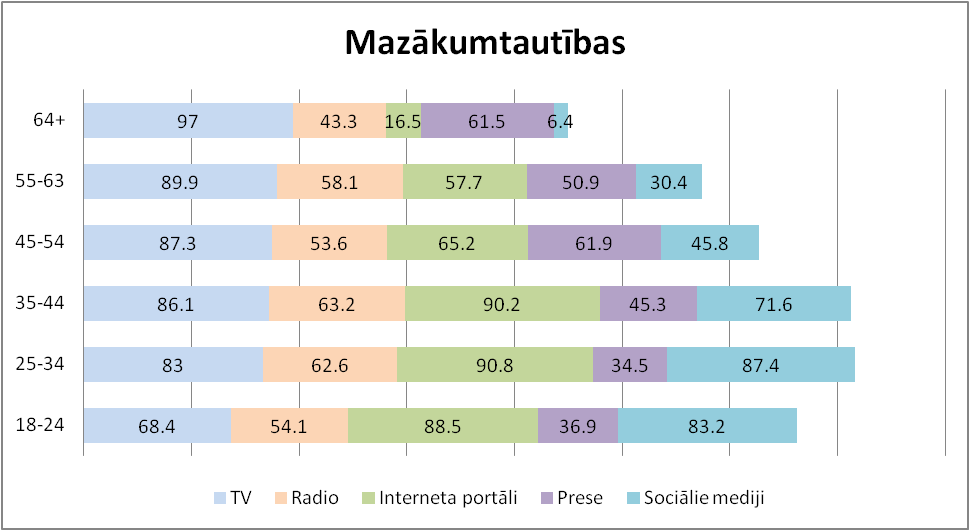 Mazākumtautības
64+ 97 43.3 16.5 61.5 6.4
55-63 89.9 58.1 57.7 50.9 30.4
45-54 87.3 53.6 65.2 61.9 45.8
35-44 86.1 63.2 90.2 45.3 71.6
25-34 83 62.6 90.8 34.5 87.4
18-24 68.4 54.1 88.5 36.9 83.2
TV Radio Interneta portāli Prese Sociālie mediji